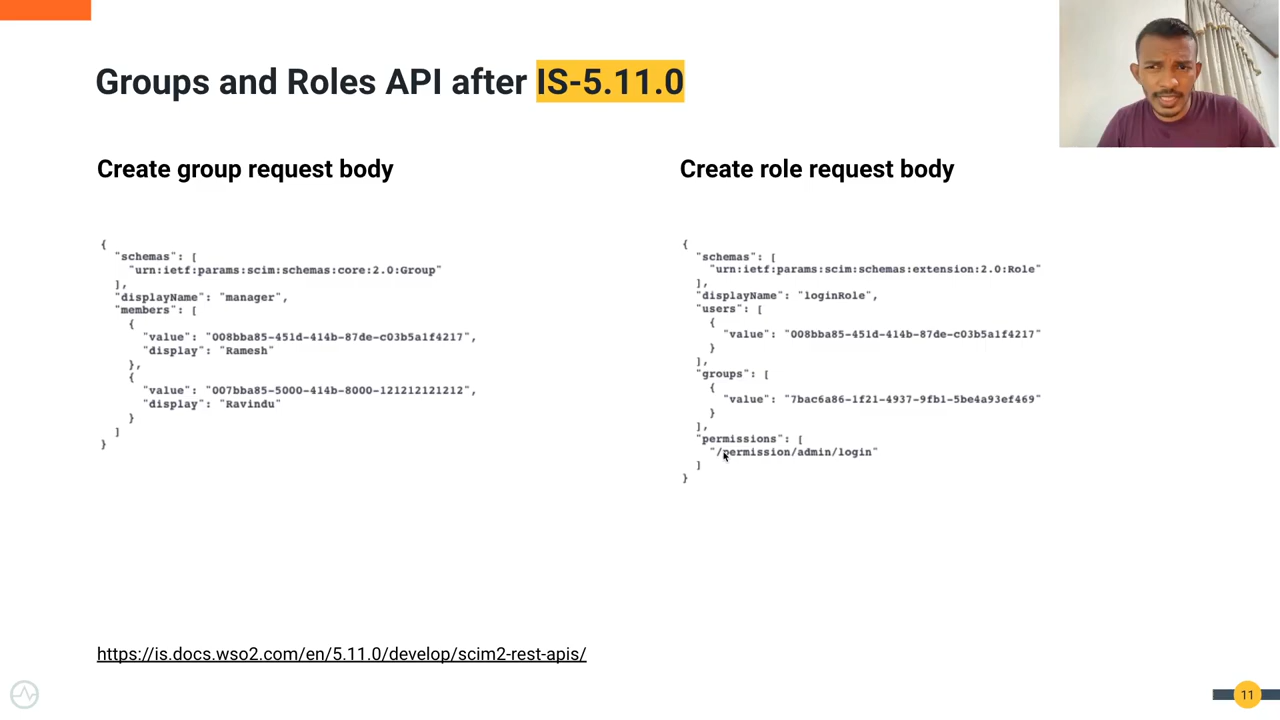 Groups and Roles API after IS-5.11.0
Create group request body
{
"schemas": [
"urn:ietf:params:scim:schemas:core:2.0:Group"
],
"displayName": "manager",
"members": [
{
"value": "008bba85-451d-414b-87de-c03b5a1f4217",
"display": "Ramesh"
},
{
"value": "007bba85-5000-414b-8000-121212121212",
"display": "Ravindu"
}
]
}
Create role request body
{
"schemas": [
"urn:ietf:params:scim:schemas:extension:2.0:Role"
],
"displayName": "loginRole",
"users": [
{
"value": "008bba85-451d-414b-87de-c03b5a1f4217"
}
],
"groups": [
{
"value": "7bac6a86-1f21-4937-9fb1-5be4a93ef469"
}
],
"permissions": [
"/permission/admin/login"
]
}
https://is.docs.wso2.com/en/5.11.0/develop/scim2-rest-apis/
11